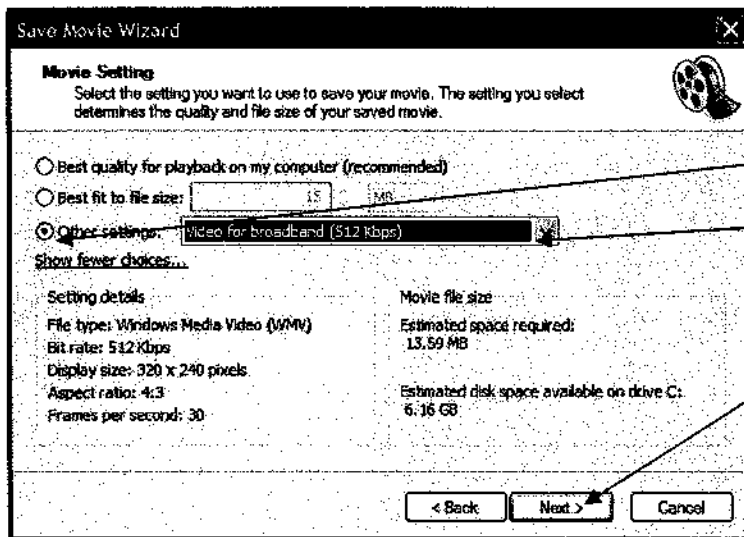 Save Movie Wizard
Movie Setting
Select the setting you want to use to save your movie. The setting you select
determines the quality and file size of your saved movie.
Best quality for playback on my computer (recommended)
Best fit to file size: 15 MB
Other settings: Video for broadband (512 Kbps)
Show fewer choices...
Setting details
File type: Windows Media Video (WMV)
Bit rate: 512 Kbps
Display size: 320 x 240 pixels
Aspect ratio: 4:3
Frames per second: 30
Movie file size
Estimated space required:
13.59 MB
Estimated disk space available on drive C:
6.16 GB
< Back Next > Cancel